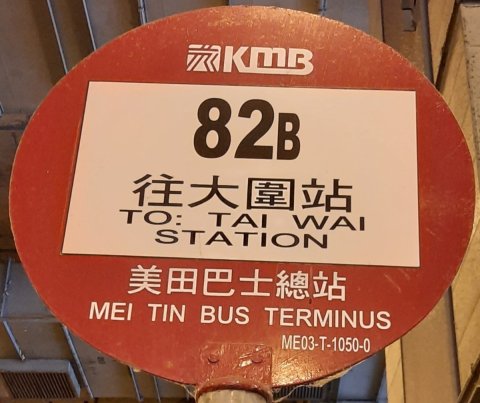 KMB
82B
往大圍站
TO: TAI WAI
STATION
美田巴士總站
MEI TIN BUS TERMINUS
ME03-T-1050-0